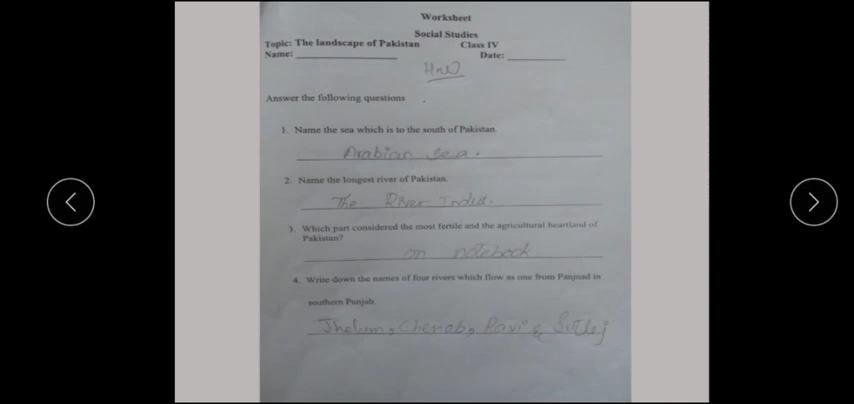 Worksheet
Social Studies
Topic: The landscape of Pakistan Class IV
Name: Date:
H.W
Answer the following questions
1. Name the sea which is to the south of Pakistan.
Arabian sea.
2. Name the longest river of Pakistan.
The River Indus.
3. Which part considered the most fertile and the agricultural heartland of
Pakistan?
on notebook
4. Write down the names of four rivers which flow as one from Panjnad in
southern Punjab.
Jhelum, Chenab, Ravi & Sutlej